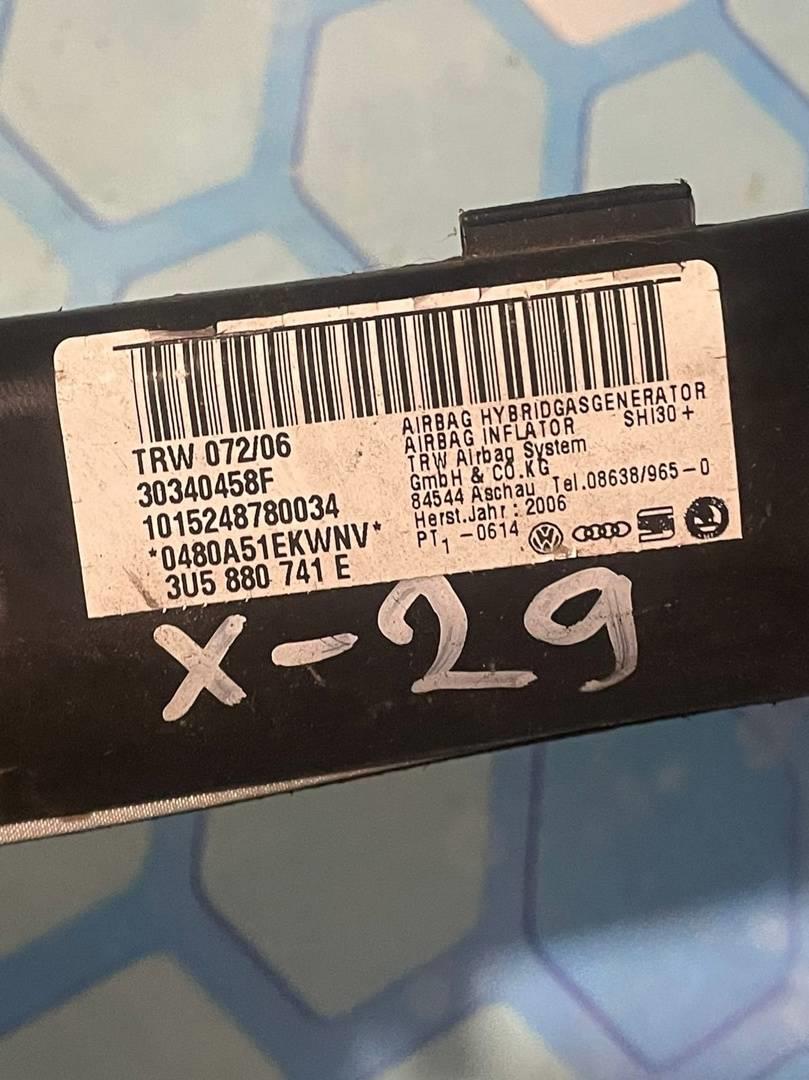 TRW 072/06
30340458F
1015248780034
*0480A51EKWNV*
3U5 880 741 E
AIRBAG HYBRIDGASGENERATOR
AIRBAG INFLATOR SHI30+
TRW Airbag System
GmbH & CO.KG
84544 Aschau Tel.08638/965-0
Herst.Jahr: 2006
PT1 -0614
X-29